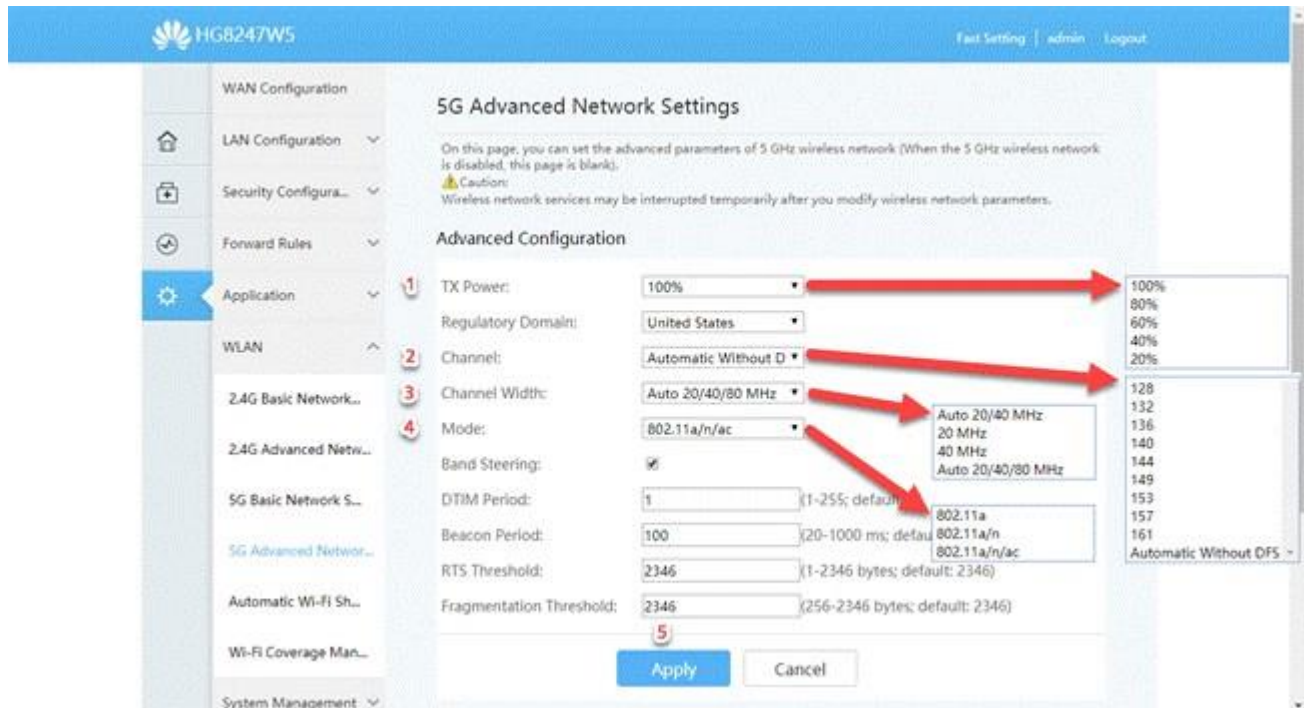 HG8247W5
Fast Setting | admin Logout
WAN Configuration
LAN Configuration
Security Configura...
Forward Rules
Application
WLAN
2.4G Basic Network...
2.4G Advanced Netw...
5G Basic Network S...
5G Advanced Networ...
Automatic Wi-Fi Sh...
Wi-Fi Coverage Man...
System Management
5G Advanced Network Settings
On this page, you can set the advanced parameters of 5 GHz wireless network (When the 5 GHz wireless network
is disabled, this page is blank).
Caution:
Wireless network services may be interrupted temporarily after you modify wireless network parameters.
Advanced Configuration
1 TX Power: 100%
Regulatory Domain: United States
2 Channel: Automatic Without D
3 Channel Width: Auto 20/40/80 MHz
4 Mode: 802.11a/n/ac
Band Steering:
DTIM Period: 1 (1-255; defau
Beacon Period: 100 (20-1000 ms; defau
RTS Threshold: 2346 (1-2346 bytes; default: 2346)
Fragmentation Threshold: 2346 (256-2346 bytes; default: 2346)
5
Apply Cancel
100%
80%
60%
40%
20%
128
132
136
140
144
149
153
157
161
Automatic Without DFS
Auto 20/40 MHz
20 MHz
40 MHz
Auto 20/40/80 MHz
802.11a
802.11a/n
802.11a/n/ac